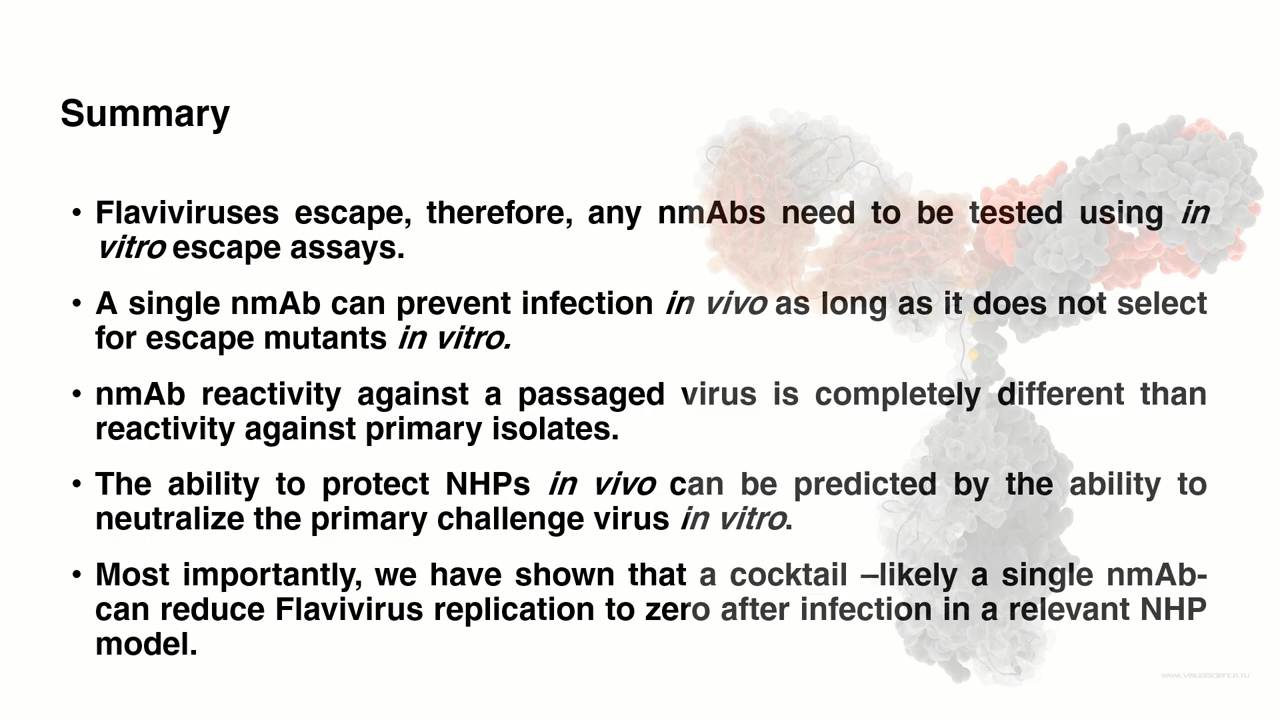 Summary
• Flaviviruses escape, therefore, any nmAbs need to be tested using in
vitro escape assays.
• A single nmAb can prevent infection in vivo as long as it does not select
for escape mutants in vitro.
• nmAb reactivity against a passaged virus is completely different than
reactivity against primary isolates.
• The ability to protect NHPs in vivo can be predicted by the ability to
neutralize the primary challenge virus in vitro.
• Most importantly, we have shown that a cocktail –likely a single nmAb-
can reduce Flavivirus replication to zero after infection in a relevant NHP
model.
www.visualscience.ru